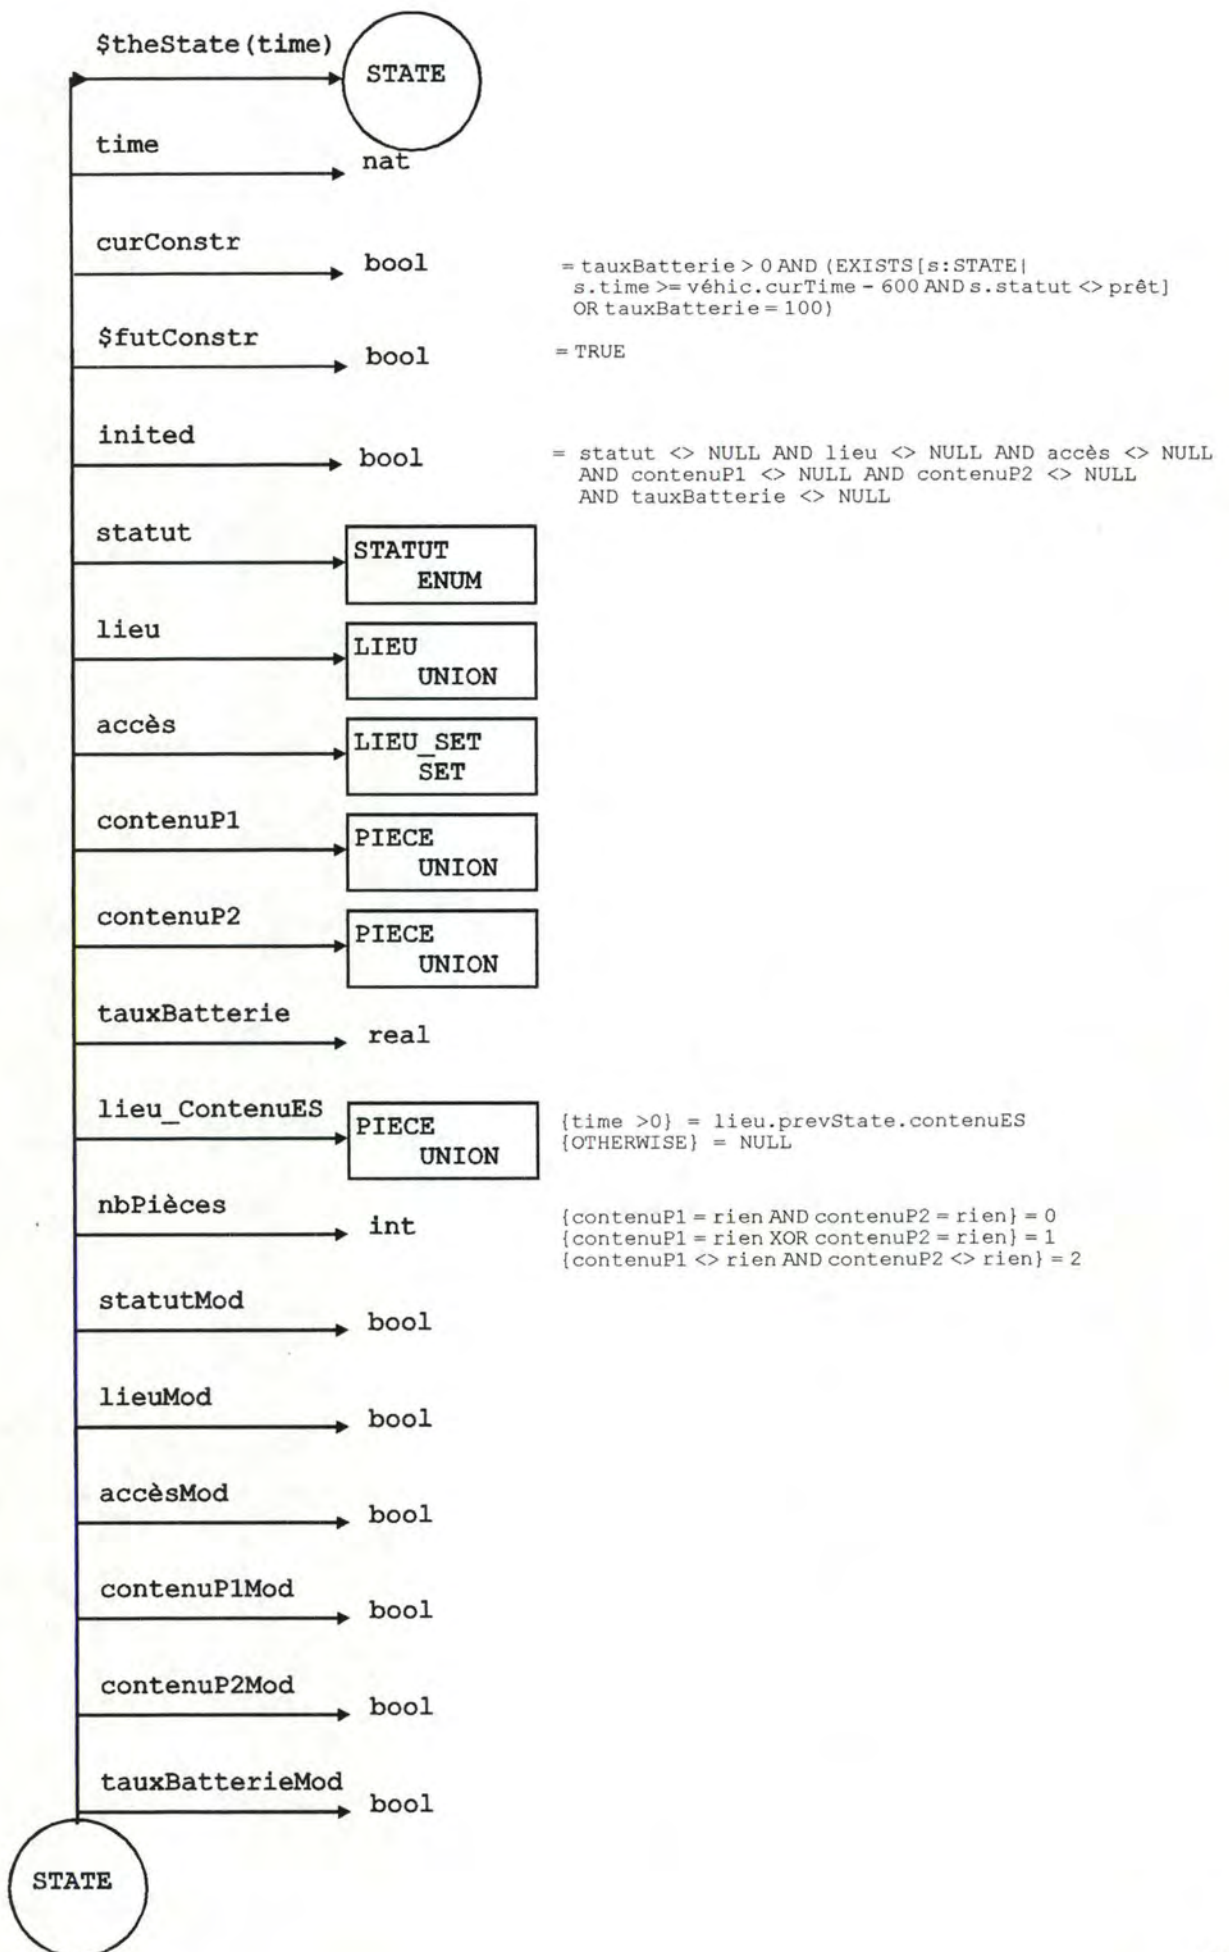 $theState(time)
STATE
time
nat
curConstr
bool
= tauxBatterie > 0 AND (EXISTS[s:STATE|
s.time >= véhic.curTime - 600 AND s.statut <> prêt]
OR tauxBatterie = 100)
$futConstr
bool
= TRUE
inited
bool
= statut <> NULL AND lieu <> NULL AND accès <> NULL
AND contenuP1 <> NULL AND contenuP2 <> NULL
AND tauxBatterie <> NULL
statut
STATUT
ENUM
lieu
LIEU
UNION
accès
LIEU_SET
SET
contenuP1
PIECE
UNION
contenuP2
PIECE
UNION
tauxBatterie
real
lieu_ContenuES
PIECE
UNION
{time >0} = lieu.prevState.contenuES
{OTHERWISE} = NULL
nbPièces
int
{contenuP1 = rien AND contenuP2 = rien} = 0
{contenuP1 = rien XOR contenuP2 = rien} = 1
{contenuP1 <> rien AND contenuP2 <> rien} = 2
statutMod
bool
lieuMod
bool
accèsMod
bool
contenuP1Mod
bool
contenuP2Mod
bool
tauxBatterieMod
bool
STATE